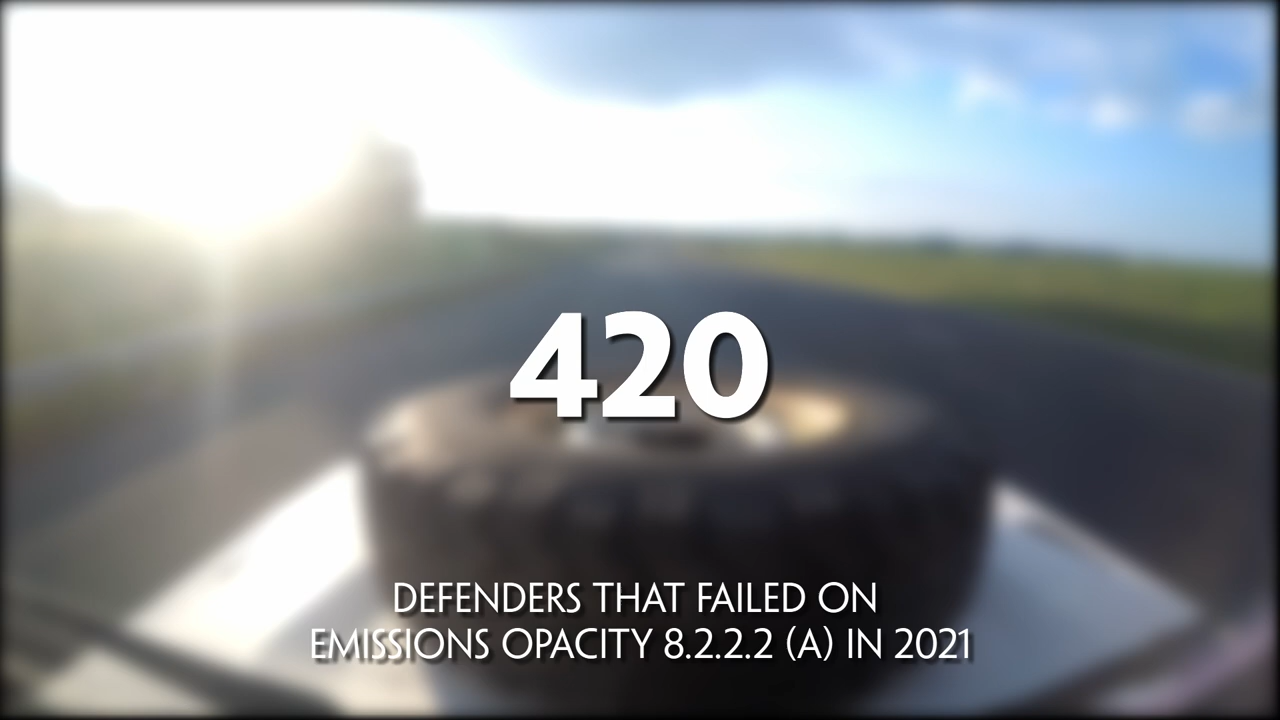 420
DEFENDERS THAT FAILED ON
EMISSIONS OPACITY 8.2.2.2 (A) IN 2021